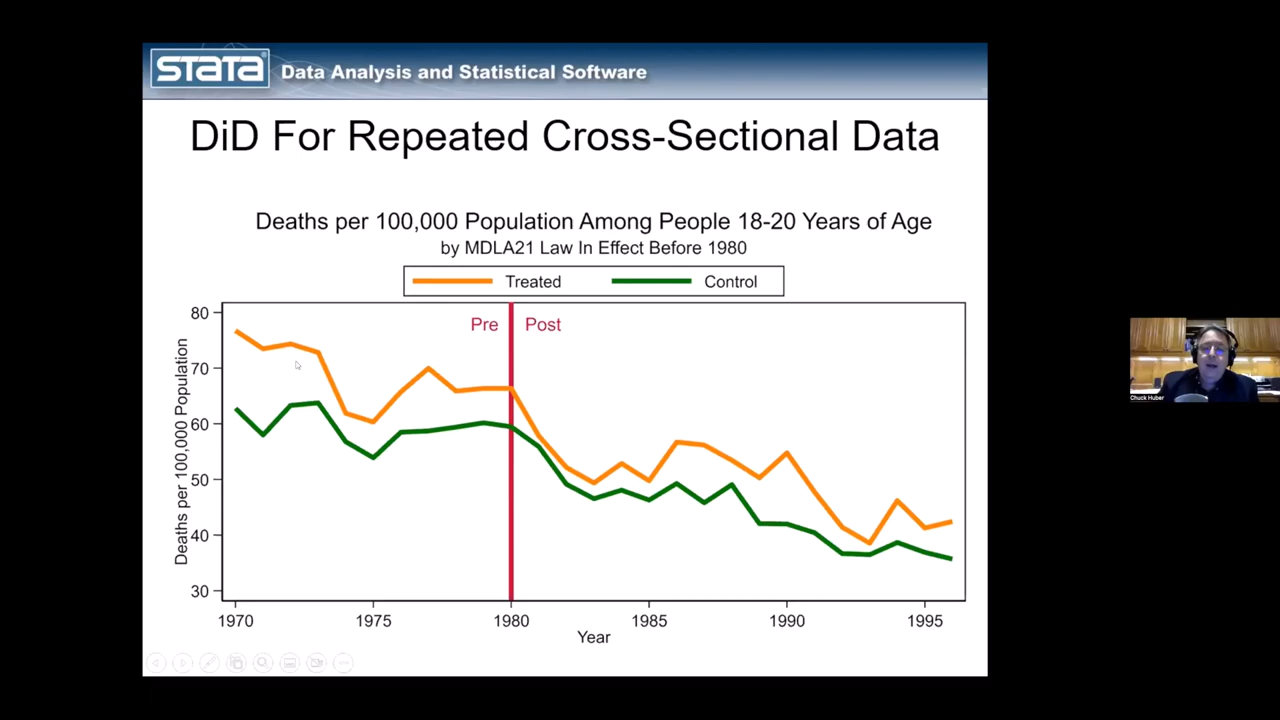 STATA® Data Analysis and Statistical Software
DiD For Repeated Cross-Sectional Data
Deaths per 100,000 Population Among People 18-20 Years of Age
by MDLA21 Law In Effect Before 1980
Treated Control
Pre Post
Deaths per 100,000 Population
80
70
60
50
40
30
1970 1975 1980 1985 1990 1995
Year
Chuck Huber